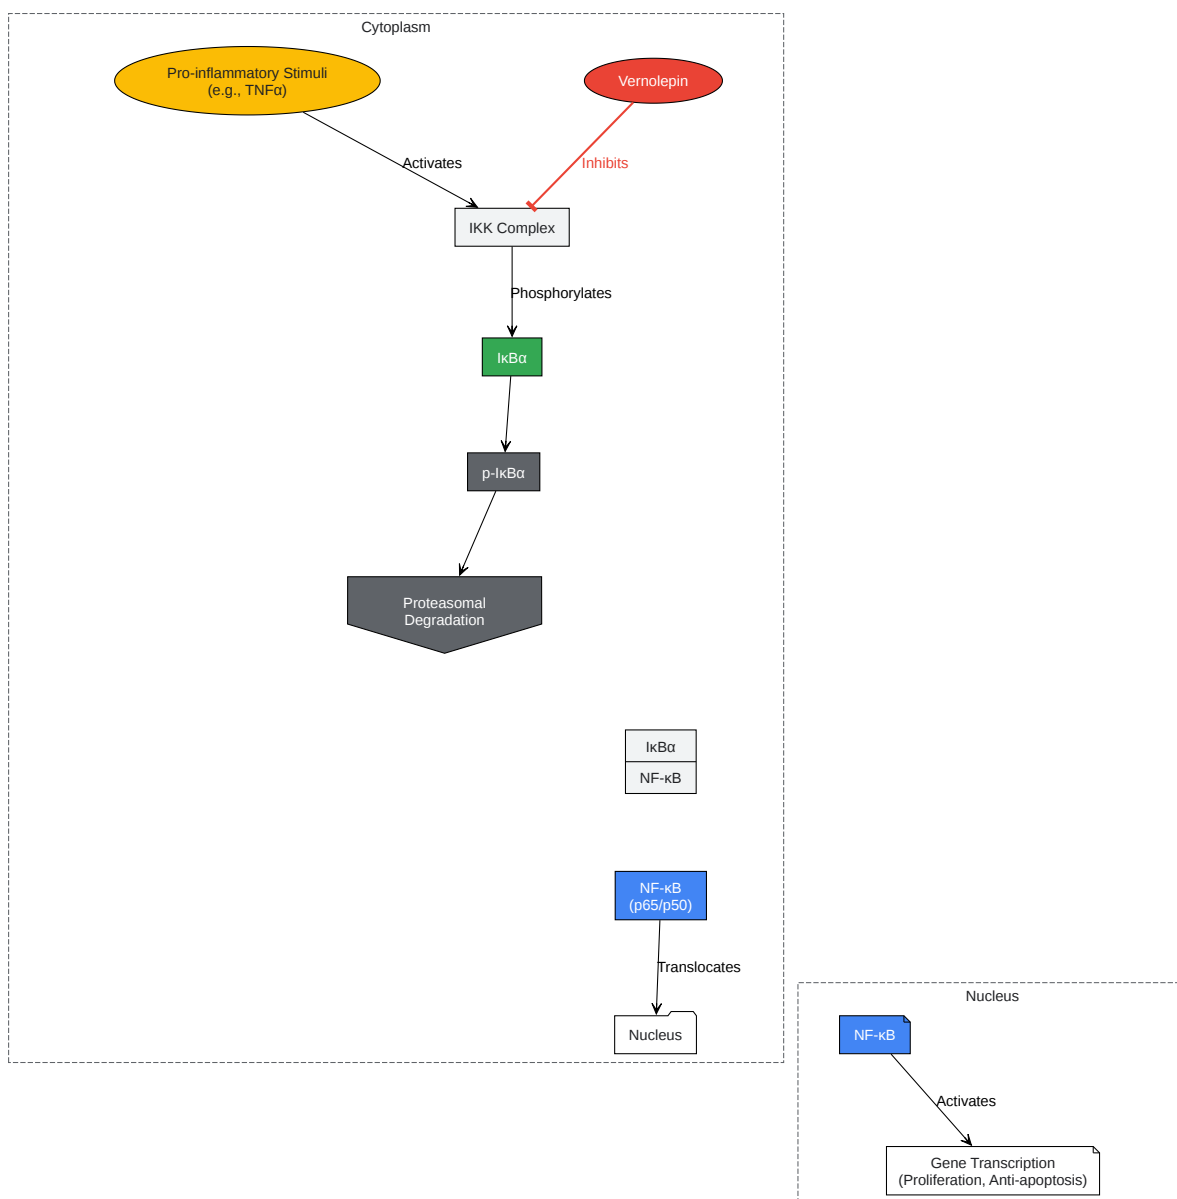 Cytoplasm
Pro-inflammatory Stimuli
(e.g., TNFα)
Vernolepin
Activates
Inhibits
IKK Complex
Phosphorylates
IκBα
p-IκBα
Proteasomal
Degradation
IκBα
NF-κB
NF-κB
(p65/p50)
Translocates
Nucleus
Nucleus
NF-κB
Activates
Gene Transcription
(Proliferation, Anti-apoptosis)